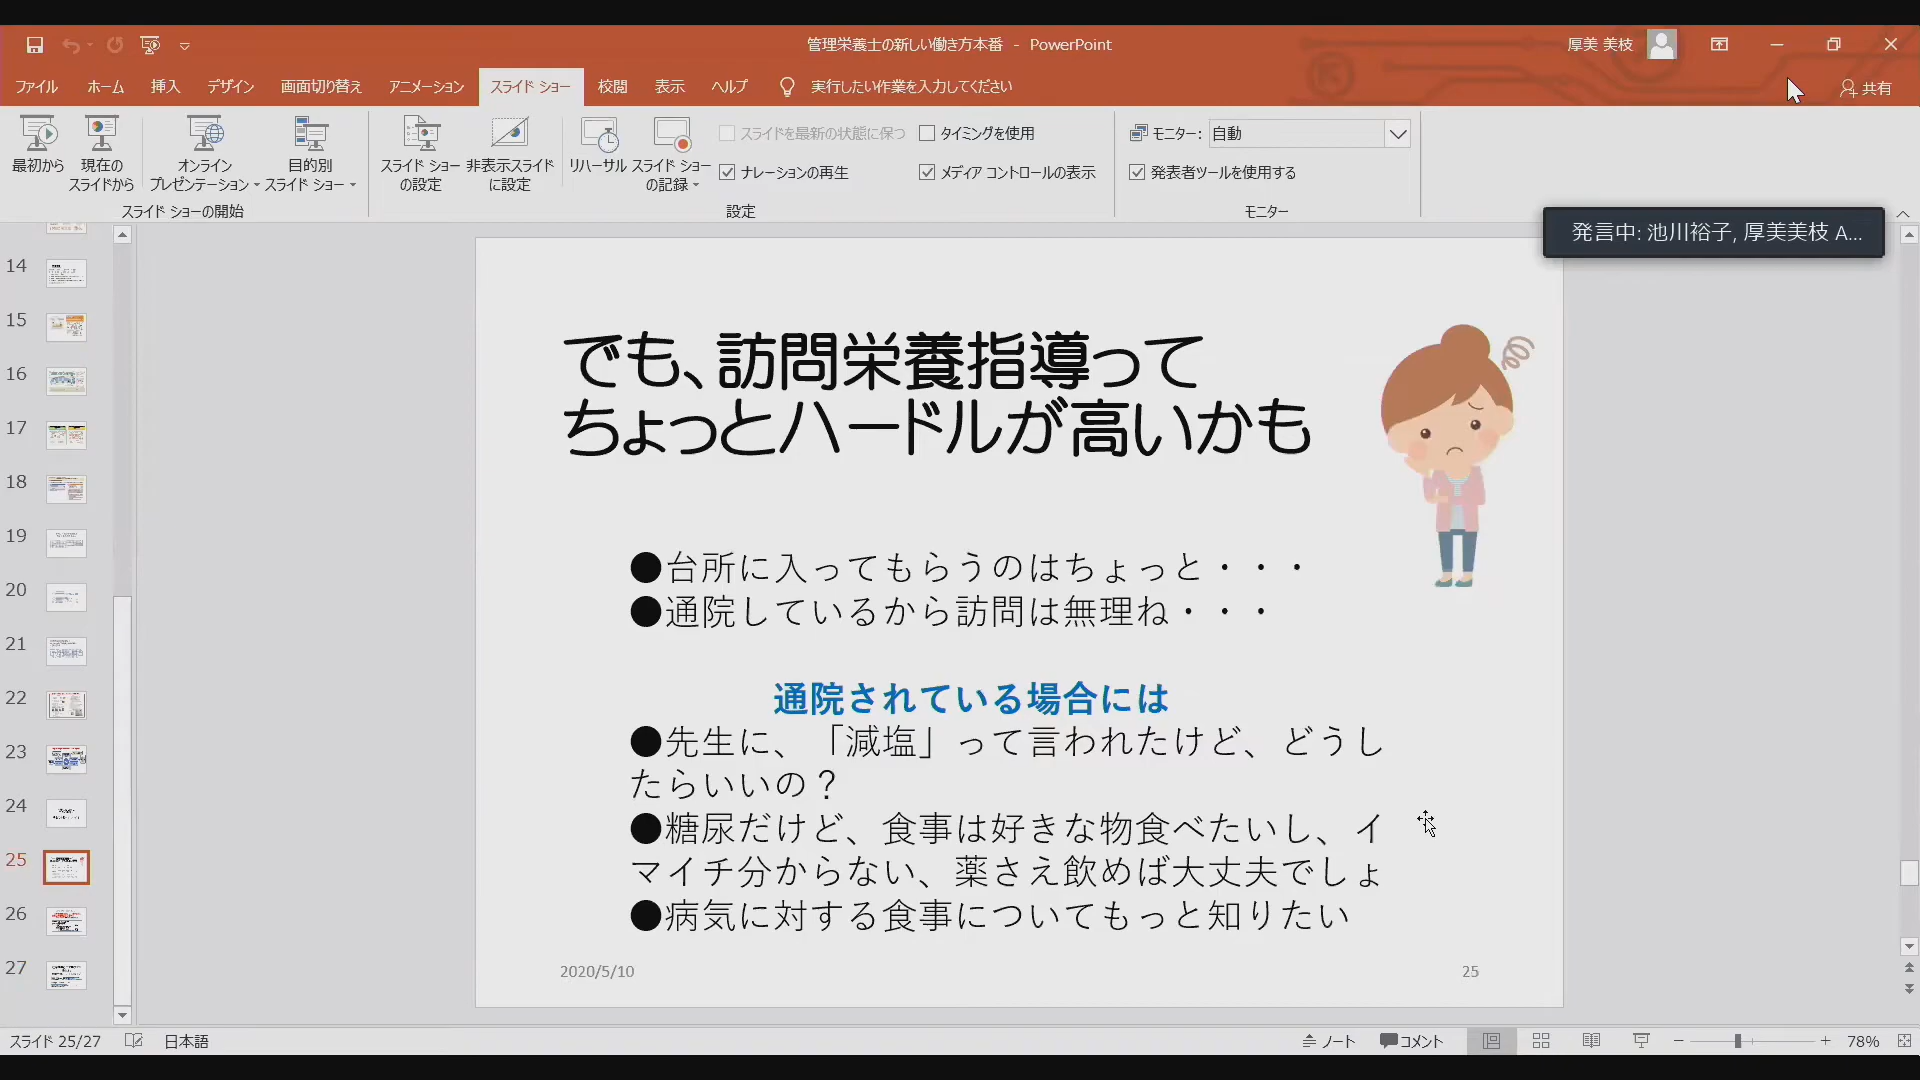 管理栄養士の新しい働き方本番 - PowerPoint
厚美 美枝
ファイル ホーム 挿入 デザイン 画面切り替え アニメーション スライド ショー 校閲 表示 ヘルプ 実行したい作業を入力してください 共有
最初から
現在の
スライドから
オンライン
プレゼンテーション
目的別
スライド ショー
スライド ショーの開始
スライド ショー
の設定
非表示スライド
に設定
リハーサル
スライド ショー
の記録
スライドを最新の状態に保つ
ナレーションの再生
タイミングを使用
メディア コントロールの表示
設定
モニター: 自動
発表者ツールを使用する
モニター
発言中: 池川裕子, 厚美美枝 A...
14
15
16
17
18
19
20
21
22
23
24
25
26
27
でも、訪問栄養指導って
ちょっとハードルが高いかも
●台所に入ってもらうのはちょっと・・・
●通院しているから訪問は無理ね・・・
通院されている場合には
●先生に、「減塩」って言われたけど、どうし
たらいいの？
●糖尿だけど、食事は好きな物食べたいし、イ
マイチ分からない、薬さえ飲めば大丈夫でしょ
●病気に対する食事についてもっと知りたい
2020/5/10
25
スライド 25/27 日本語
ノート コメント 78%